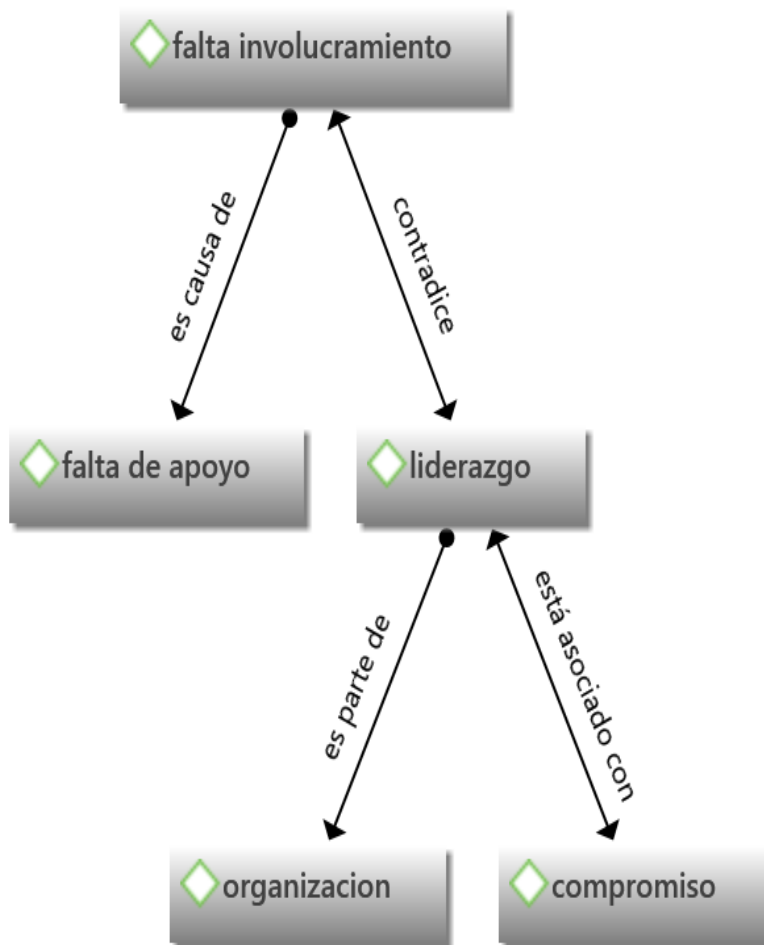 falta involucramiento
es causa de
contradice
falta de apoyo
liderazgo
es parte de
está asociado con
organizacion
compromiso